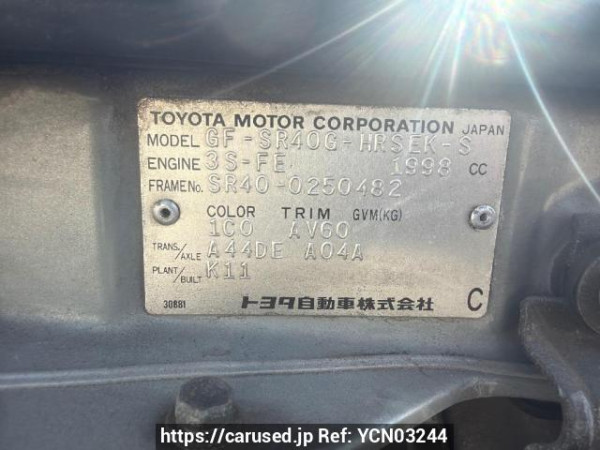 TOYOTA MOTOR CORPORATION JAPAN
MODEL GF-SR40G-HRSEK-S
ENGINE 3S-FE 1998 CC
FRAME No. SR40-0250482
COLOR TRIM GVM(KG)
1C0 AV60
TRANS./AXLE A44DE A04A
PLANT/BUILT K11
30881 トヨタ自動車株式会社 C
https://carused.jp Ref: YCN03244